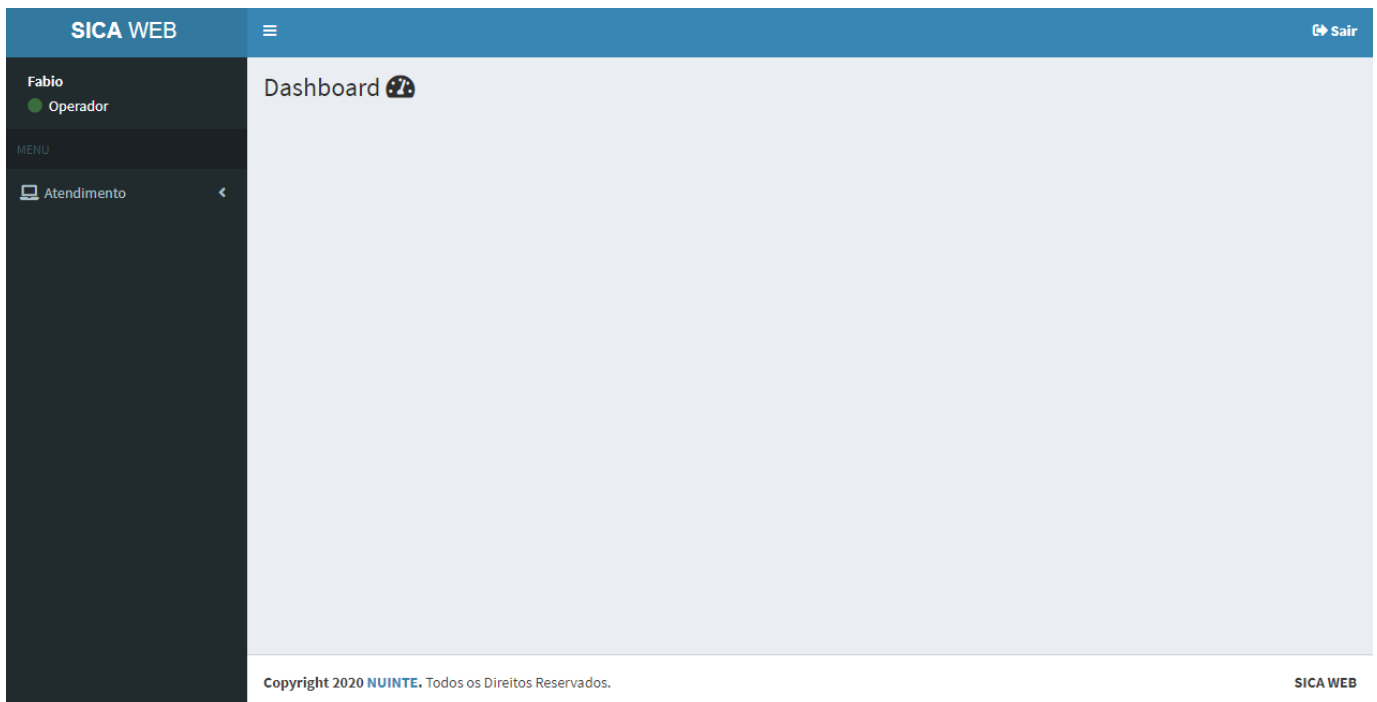 SICA WEB
Sair
Fabio
Operador
Dashboard
MENU
Atendimento
Copyright 2020 NUINTE. Todos os Direitos Reservados.
SICA WEB